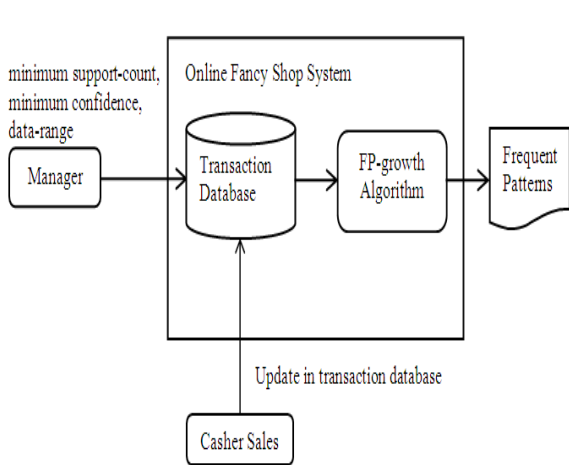 minimum support-count,
minimum confidence,
data-range
Manager
Online Fancy Shop System
Transaction
Database
FP-growth
Algorithm
Frequent
Patterns
Update in transaction database
Casher Sales